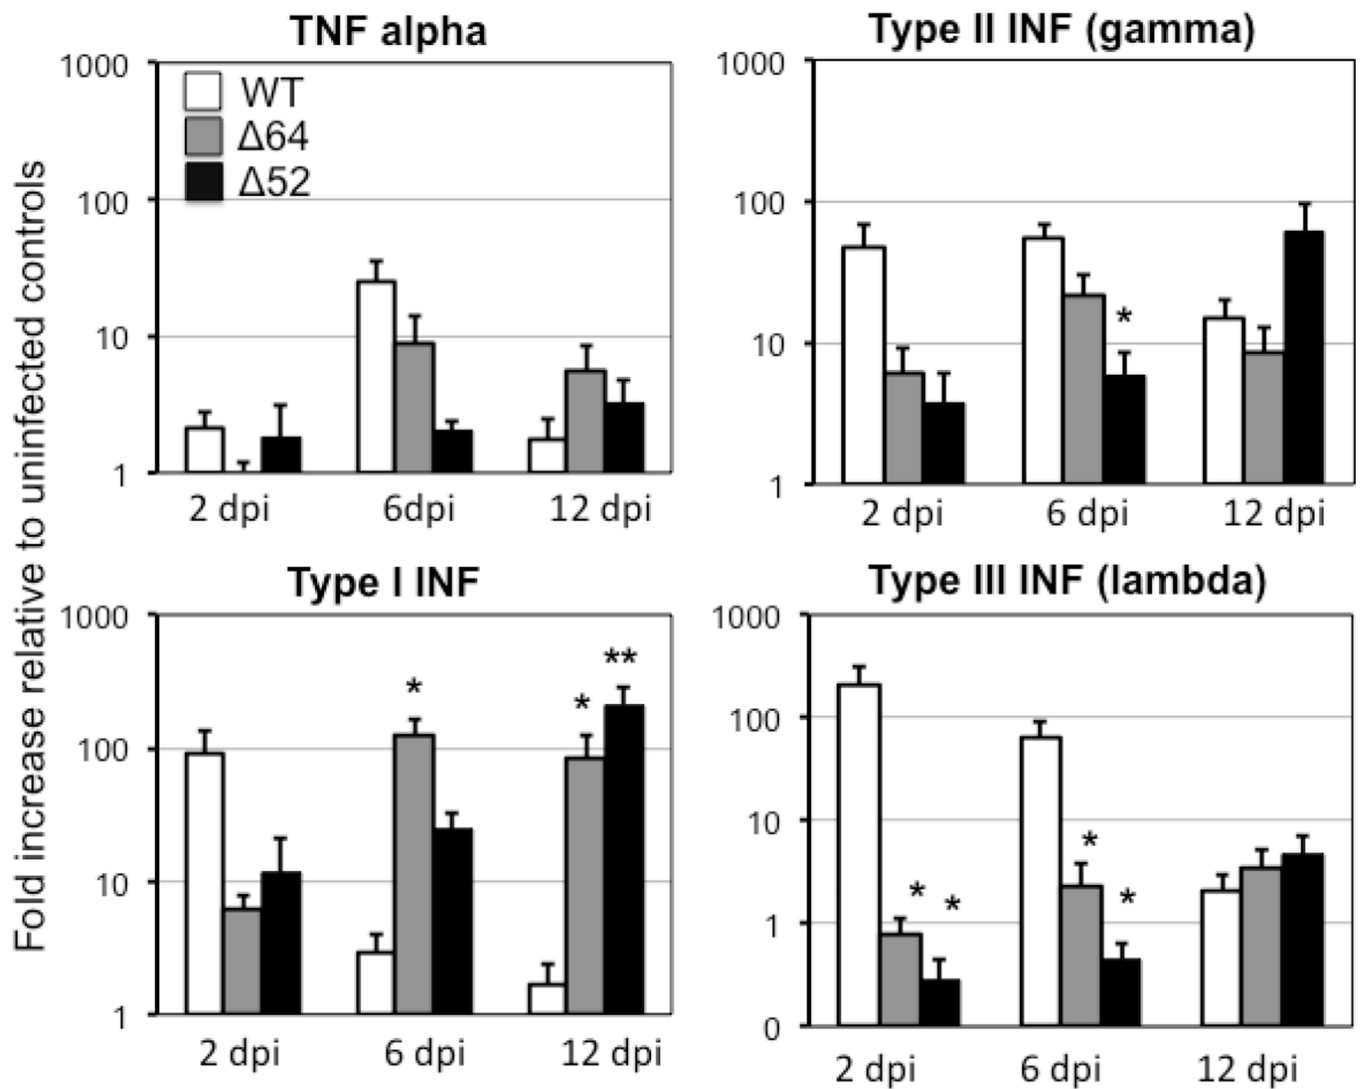 Fold increase relative to uninfected controls
TNF alpha
1000
100
10
1
WT
Δ64
Δ52
2 dpi
6dpi
12 dpi
Type II INF (gamma)
1000
100
10
1
*
2 dpi
6 dpi
12 dpi
Type I INF
1000
100
10
1
*
*
**
2 dpi
6 dpi
12 dpi
Type III INF (lambda)
1000
100
10
1
0
*
*
*
*
2 dpi
6 dpi
12 dpi